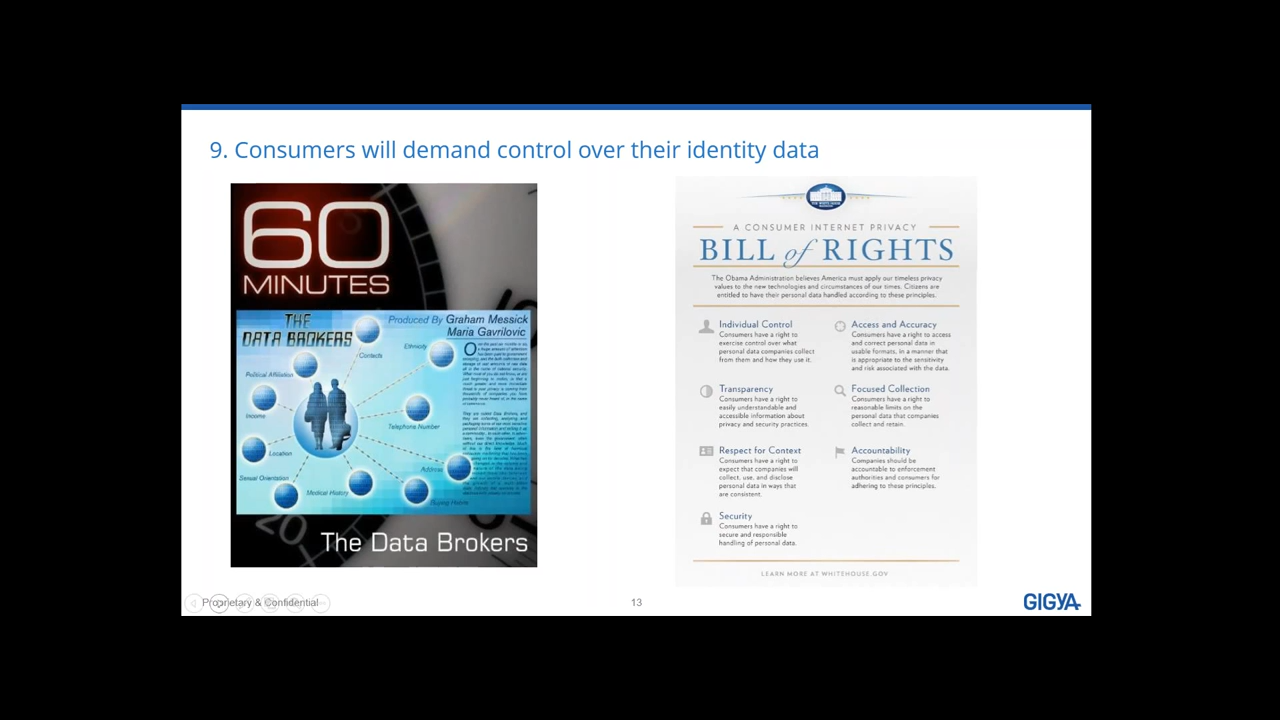 9. Consumers will demand control over their identity data
60
MINUTES
THE
DATA BROKERS
Produced By Graham Messick
Maria Gavrilovic
Contacts
Ethnicity
Political Affiliation
Income
Telephone Number
Location
Address
Sexual Orientation
Medical History
Buying Habits
20
The Data Brokers
THE WHITE HOUSE
WASHINGTON
A CONSUMER INTERNET PRIVACY
BILL of RIGHTS
The Obama Administration believes America must apply our timeless privacy
values to the new technologies and circumstances of our times. Citizens are
entitled to have their personal data handled according to these principles.
Individual Control
Consumers have a right to
exercise control over what
personal data companies collect
from them and how they use it.
Access and Accuracy
Consumers have a right to access
and correct personal data in
usable formats, in a manner that
is appropriate to the sensitivity
and risk associated with the data.
Transparency
Consumers have a right to
easily understandable and
accessible information about
privacy and security practices.
Focused Collection
Consumers have a right to
reasonable limits on the
personal data that companies
collect and retain.
Respect for Context
Consumers have a right to
expect that companies will
collect, use, and disclose
personal data in ways that
are consistent.
Accountability
Companies should be
accountable to enforcement
authorities and consumers for
adhering to these principles.
Security
Consumers have a right to
secure and responsible
handling of personal data.
LEARN MORE AT WHITEHOUSE.GOV
Proprietary & Confidential
13
GIGYA